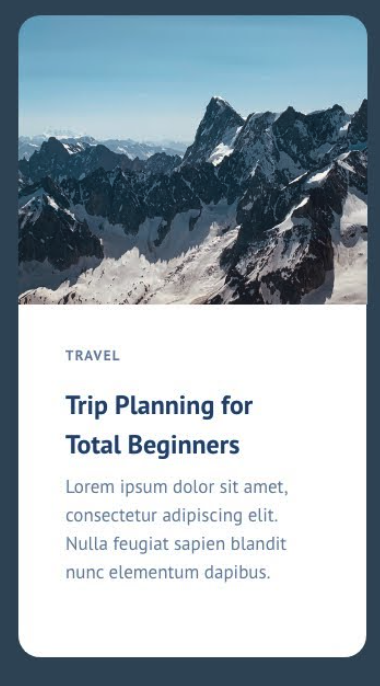 TRAVEL
Trip Planning for
Total Beginners
Lorem ipsum dolor sit amet,
consectetur adipiscing elit.
Nulla feugiat sapien blandit
nunc elementum dapibus.